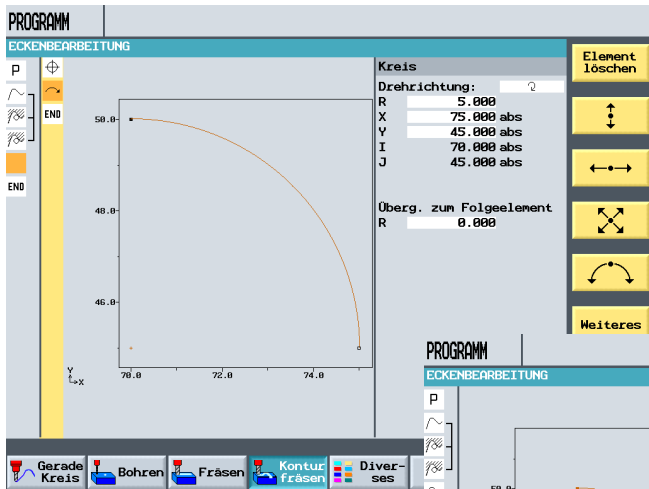 PROGRAMM
ECKENBEARBEITUNG
P
END
END
50.0
48.0
46.0
70.0 72.0 74.0
Y
X
Kreis
Drehrichtung:
R 5.000
X 75.000 abs
Y 45.000 abs
I 70.000 abs
J 45.000 abs
Überg. zum Folgeelement
R 0.000
Element
löschen
Weiteres
Gerade
Kreis
Bohren
Fräsen
Kontur
fräsen
Diver-
ses
PROGRAMM
ECKENBEARBEITUNG
P
50.0